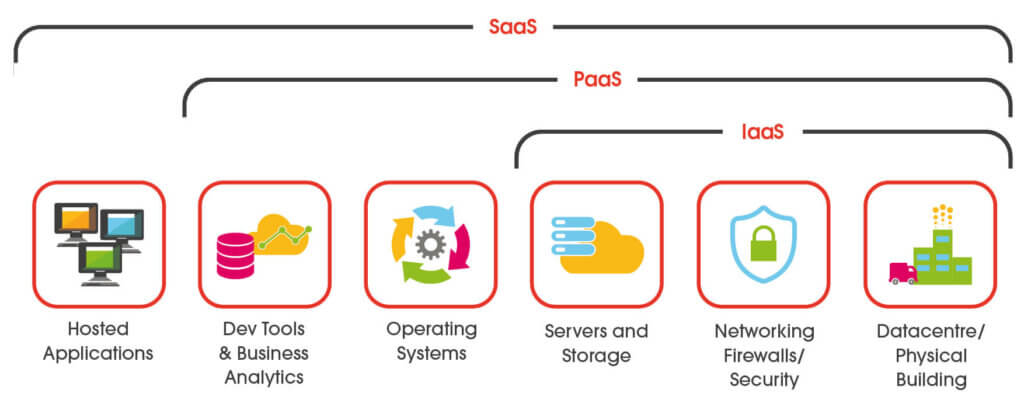 SaaS
PaaS
IaaS
Hosted
Applications
Dev Tools
& Business
Analytics
Operating
Systems
Servers and
Storage
Networking
Firewalls/
Security
Datacentre/
Physical
Building